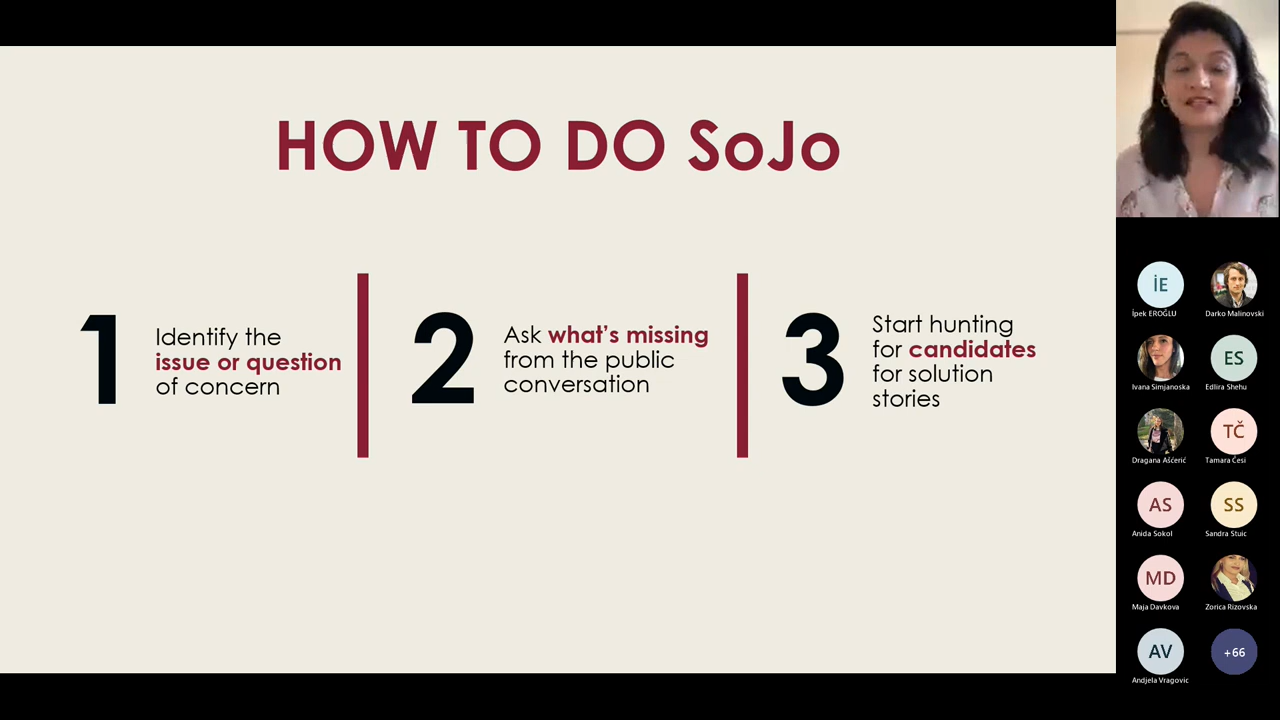 HOW TO DO SoJo
1
Identify the
issue or question
of concern
2
Ask what's missing
from the public
conversation
3
Start hunting
for candidates
for solution
stories
İE
İpek EROĞLU
Darko Malinovski
Ivana Simjanoska
ES
Edlira Shehu
Dragana Aščerić
TČ
Tamara Česi
AS
Anida Sokol
SS
Sandra Stuic
MD
Maja Davkova
Zorica Rizovska
AV
Andjela Vragovic
+66